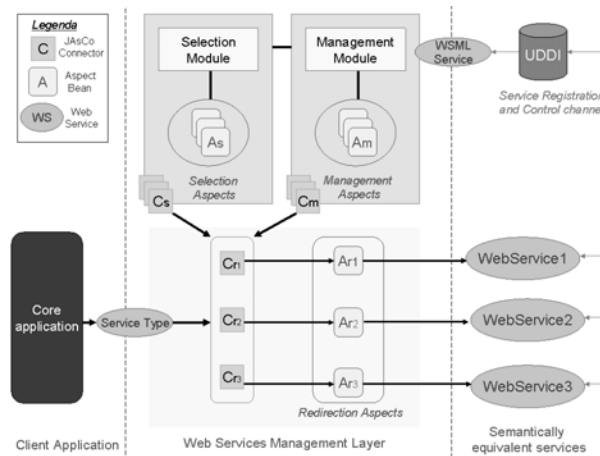 Legenda
C
JAsCo
Connector
A
Aspect
Bean
WS
Web
Service
Selection
Module
Management
Module
As
Am
Selection
Aspects
Management
Aspects
WSML
Service
UDDI
Service Registration
and Control channel
Cs
Cm
Core
application
Service Type
Cr1
Ar1
WebService1
Cr2
Ar2
WebService2
Cr3
Ar3
WebService3
Redirection Aspects
Client Application
Web Services Management Layer
Semantically
equivalent services